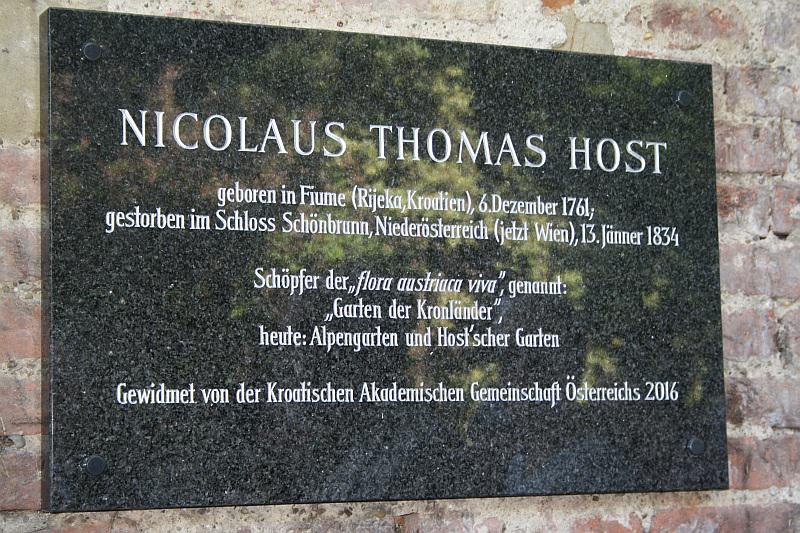 NICOLAUS THOMAS HOST
geboren in Fiume (Rijeka,Kroatien), 6.Dezember 1761;
gestorben im Schloss Schönbrunn, Niederösterreich (jetzt Wien), 13.Jänner 1834
Schöpfer der„flora austriaca viva”, genannt:
„Garten der Kronländer”,
heute: Alpengarten und Host'scher Garten
Gewidmet von der Kroatischen Akademischen Gemeinschaft Österreichs 2016